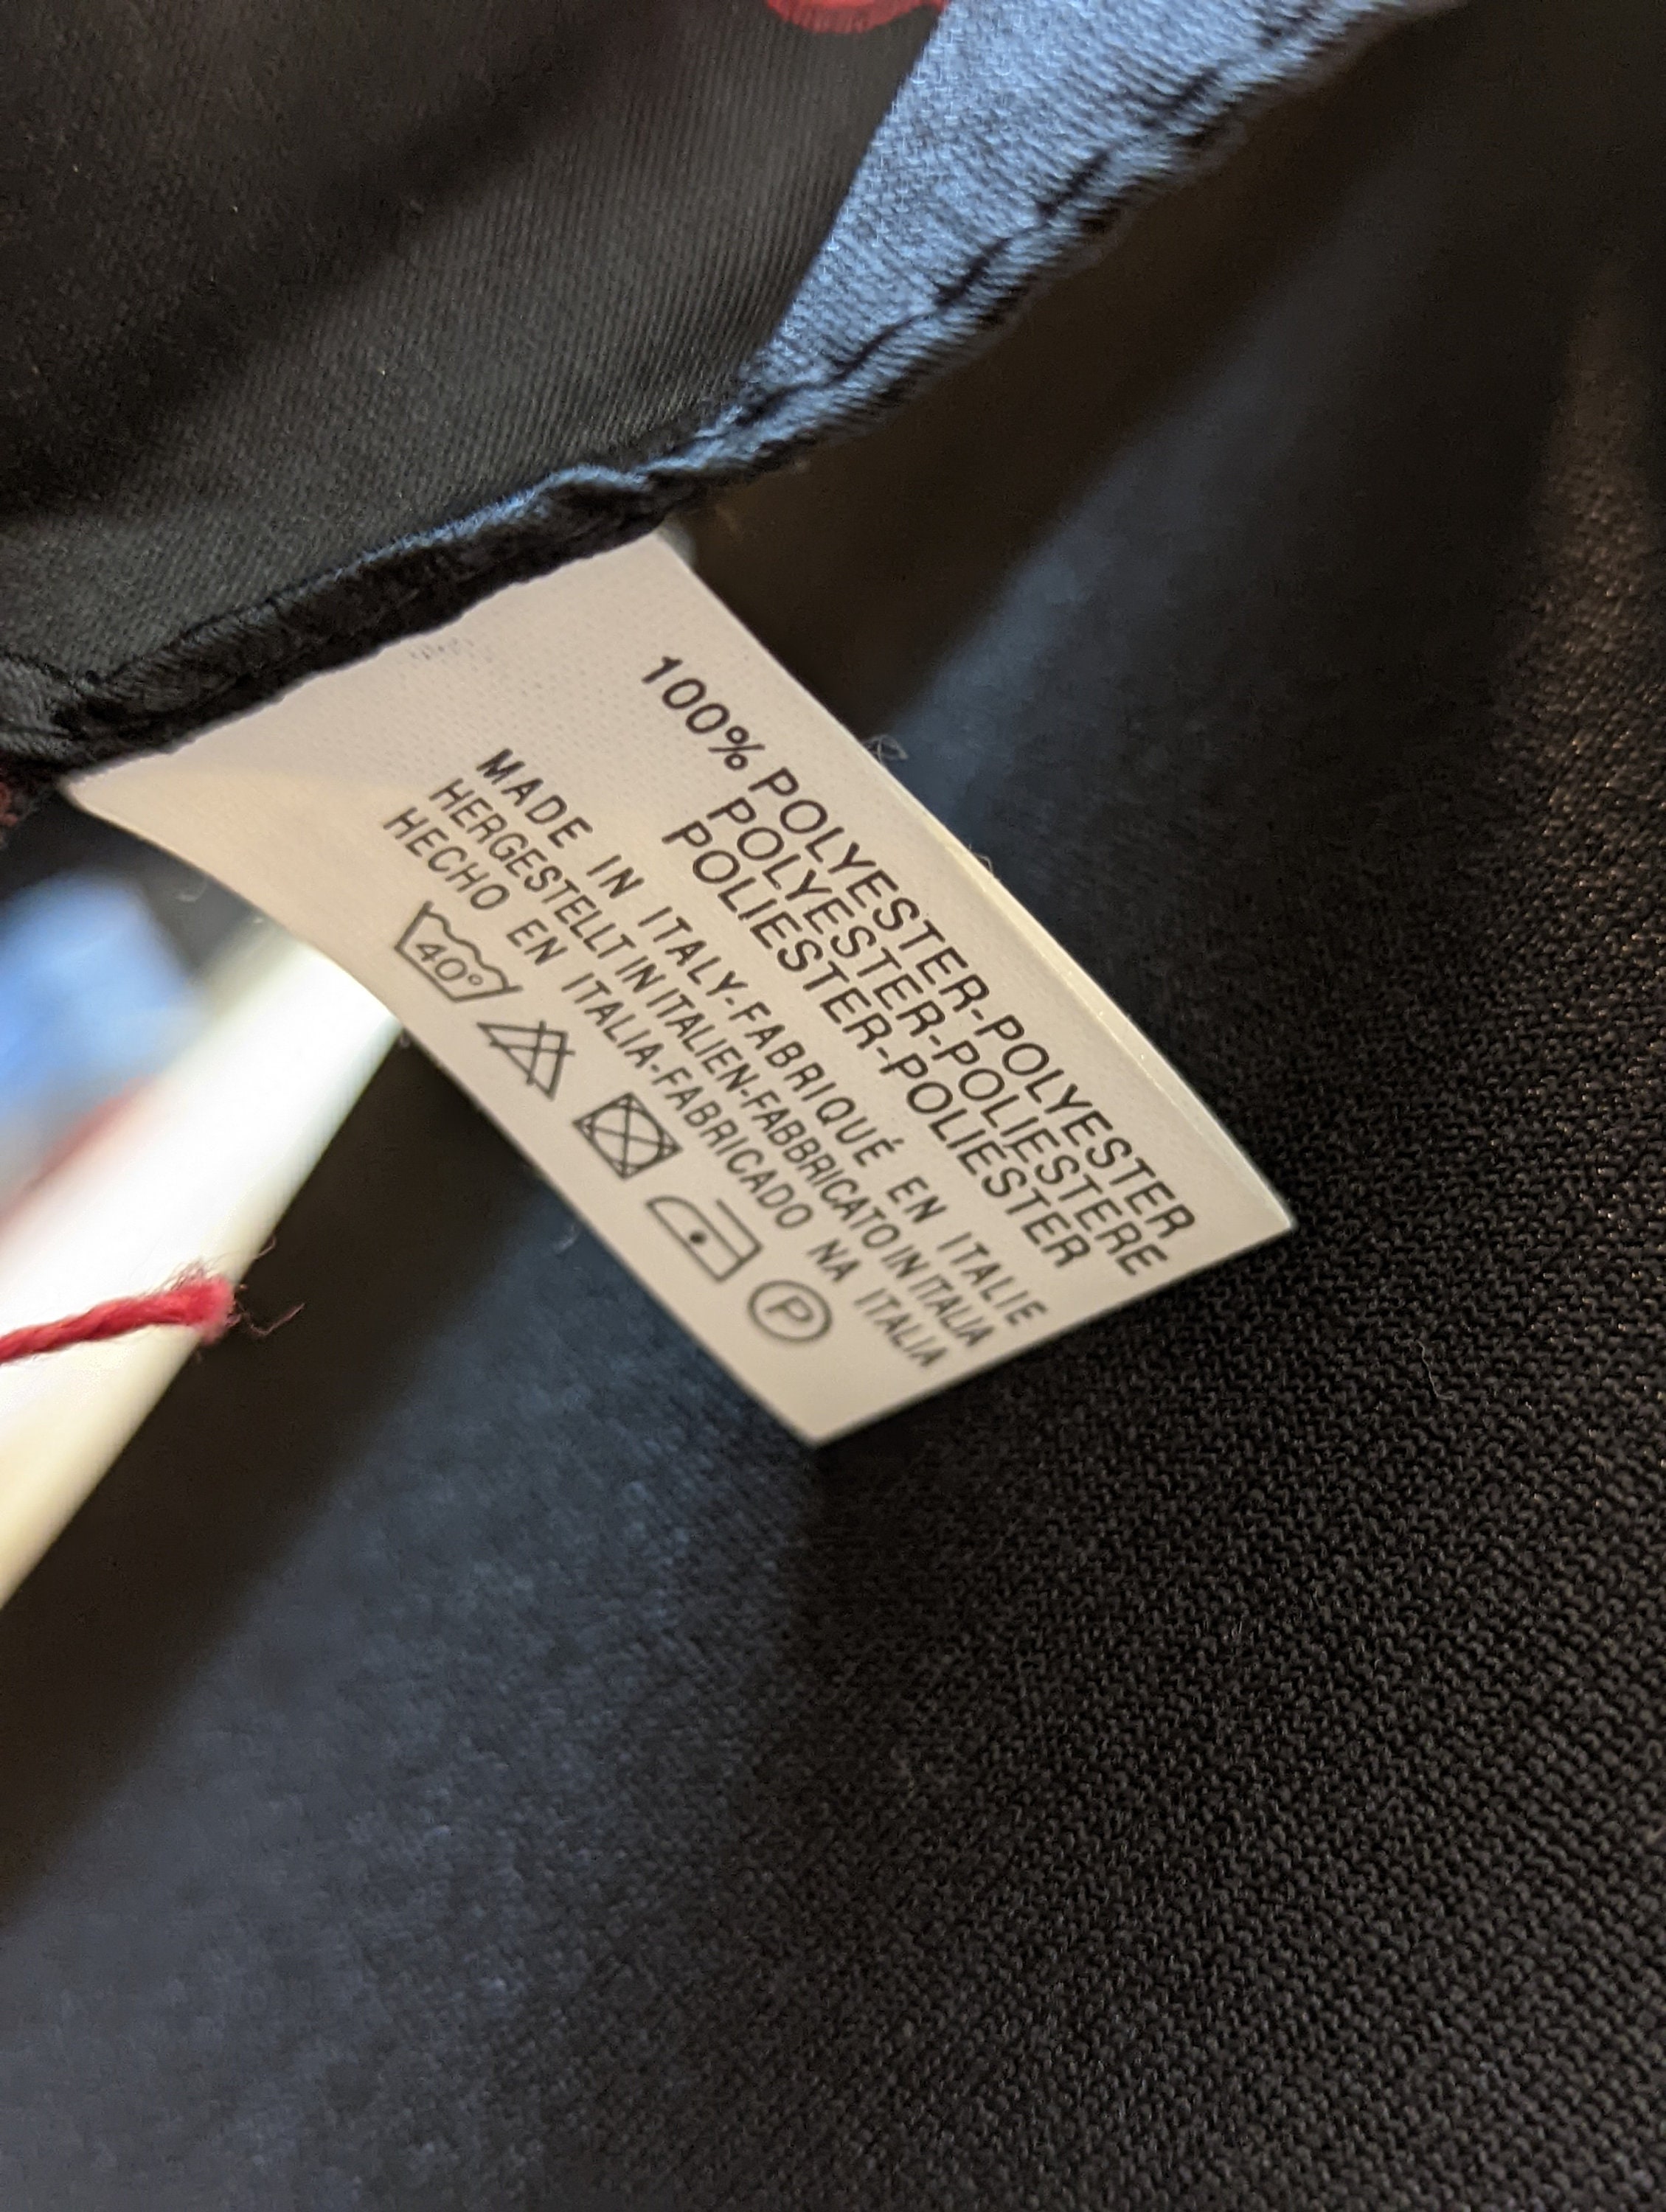 100% POLYESTER-POLYESTER
POLYESTER-POLIESTERE
POLIESTER-POLIESTER
MADE IN ITALY-FABRIQUÉ EN ITALIE
HERGESTELLT IN ITALIEN-FABBRICATO IN ITALIA
HECHO EN ITALIA-FABRICADO NA ITALIA
40°
P